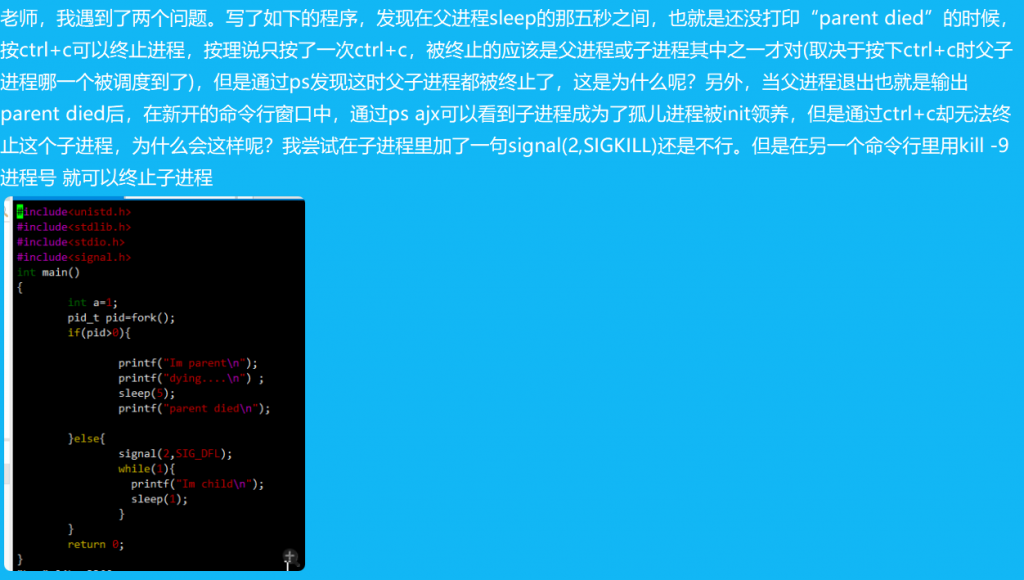 老师，我遇到了两个问题。写了如下的程序，发现在父进程sleep的那五秒之间，也就是还没打印“parent died”的时候，
按ctrl+c可以终止进程，按理说只按了一次ctrl+c，被终止的应该是父进程或子进程其中之一才对(取决于按下ctrl+c时父子
进程哪一个被调度到了)，但是通过ps发现这时父子进程都被终止了，这是为什么呢？另外，当父进程退出也就是输出
parent died后，在新开的命令行窗口中，通过ps ajx可以看到子进程成为了孤儿进程被init领养，但是通过ctrl+c却无法终
止这个子进程，为什么会这样呢？我尝试在子进程里加了一句signal(2,SIGKILL)还是不行。但是在另一个命令行里用kill -9
进程号 就可以终止子进程
#include<unistd.h>
#include<stdlib.h>
#include<stdio.h>
#include<signal.h>
int main()
{
int a=1;
pid_t pid=fork();
if(pid>0){
printf("Im parent\n");
printf("dying....\n") ;
sleep(5);
printf("parent died\n");
}else{
signal(2,SIG_DFL);
while(1){
printf("Im child\n");
sleep(1);
}
}
return 0;
}